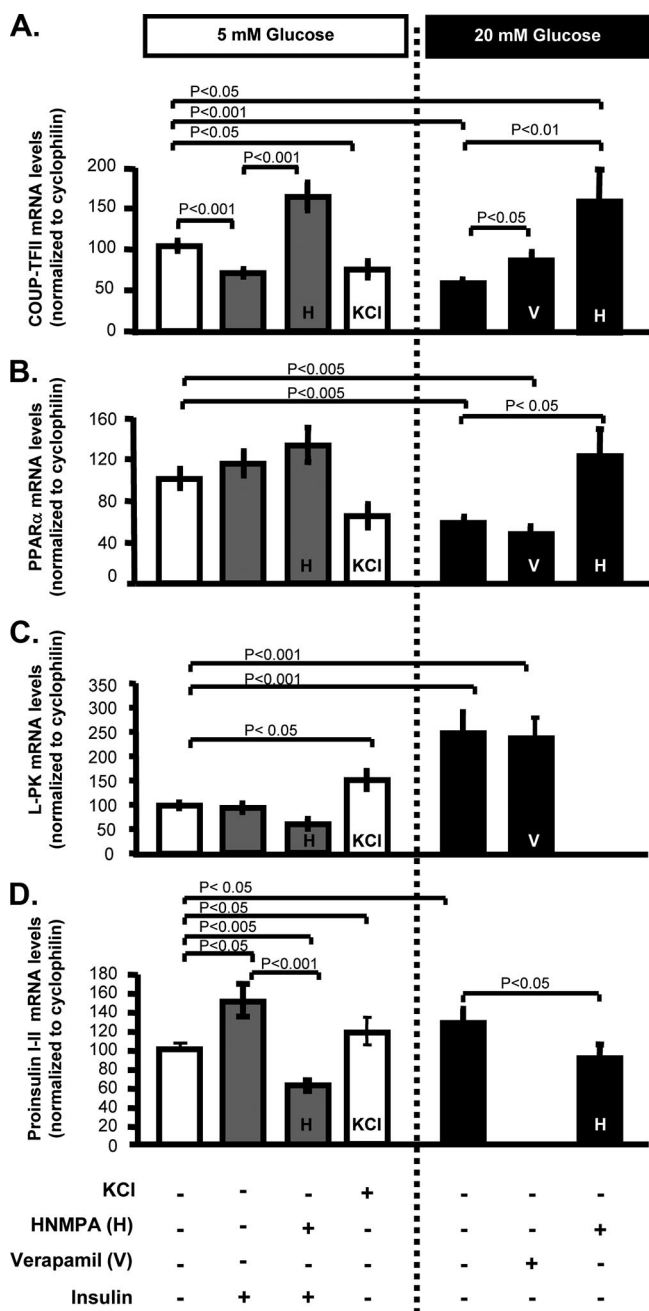 A.
5 mM Glucose
20 mM Glucose
P<0.05
P<0.001
P<0.05
P<0.001
P<0.01
P<0.001
P<0.05
COUP-TFII mRNA levels
(normalized to cyclophilin)
200
150
100
50
0
H
KCl
V
H
B.
P<0.005
P<0.005
P< 0.05
PPARα mRNA levels
(normalized to cyclophilin)
160
120
80
40
0
H
KCl
V
H
C.
P<0.001
P<0.001
P< 0.05
L-PK mRNA levels
(normalized to cyclophilin)
350
300
250
200
150
100
50
0
H
KCl
V
D.
P< 0.05
P<0.05
P<0.005
P<0.05
P<0.001
P<0.05
Proinsulin I-II mRNA levels
(normalized to cyclophilin)
180
160
140
120
100
80
60
40
20
0
H
KCl
H
KCl - - - + - - -
HNMPA (H) - - + - - - +
Verapamil (V) - - - - - + -
Insulin - + + - - - -